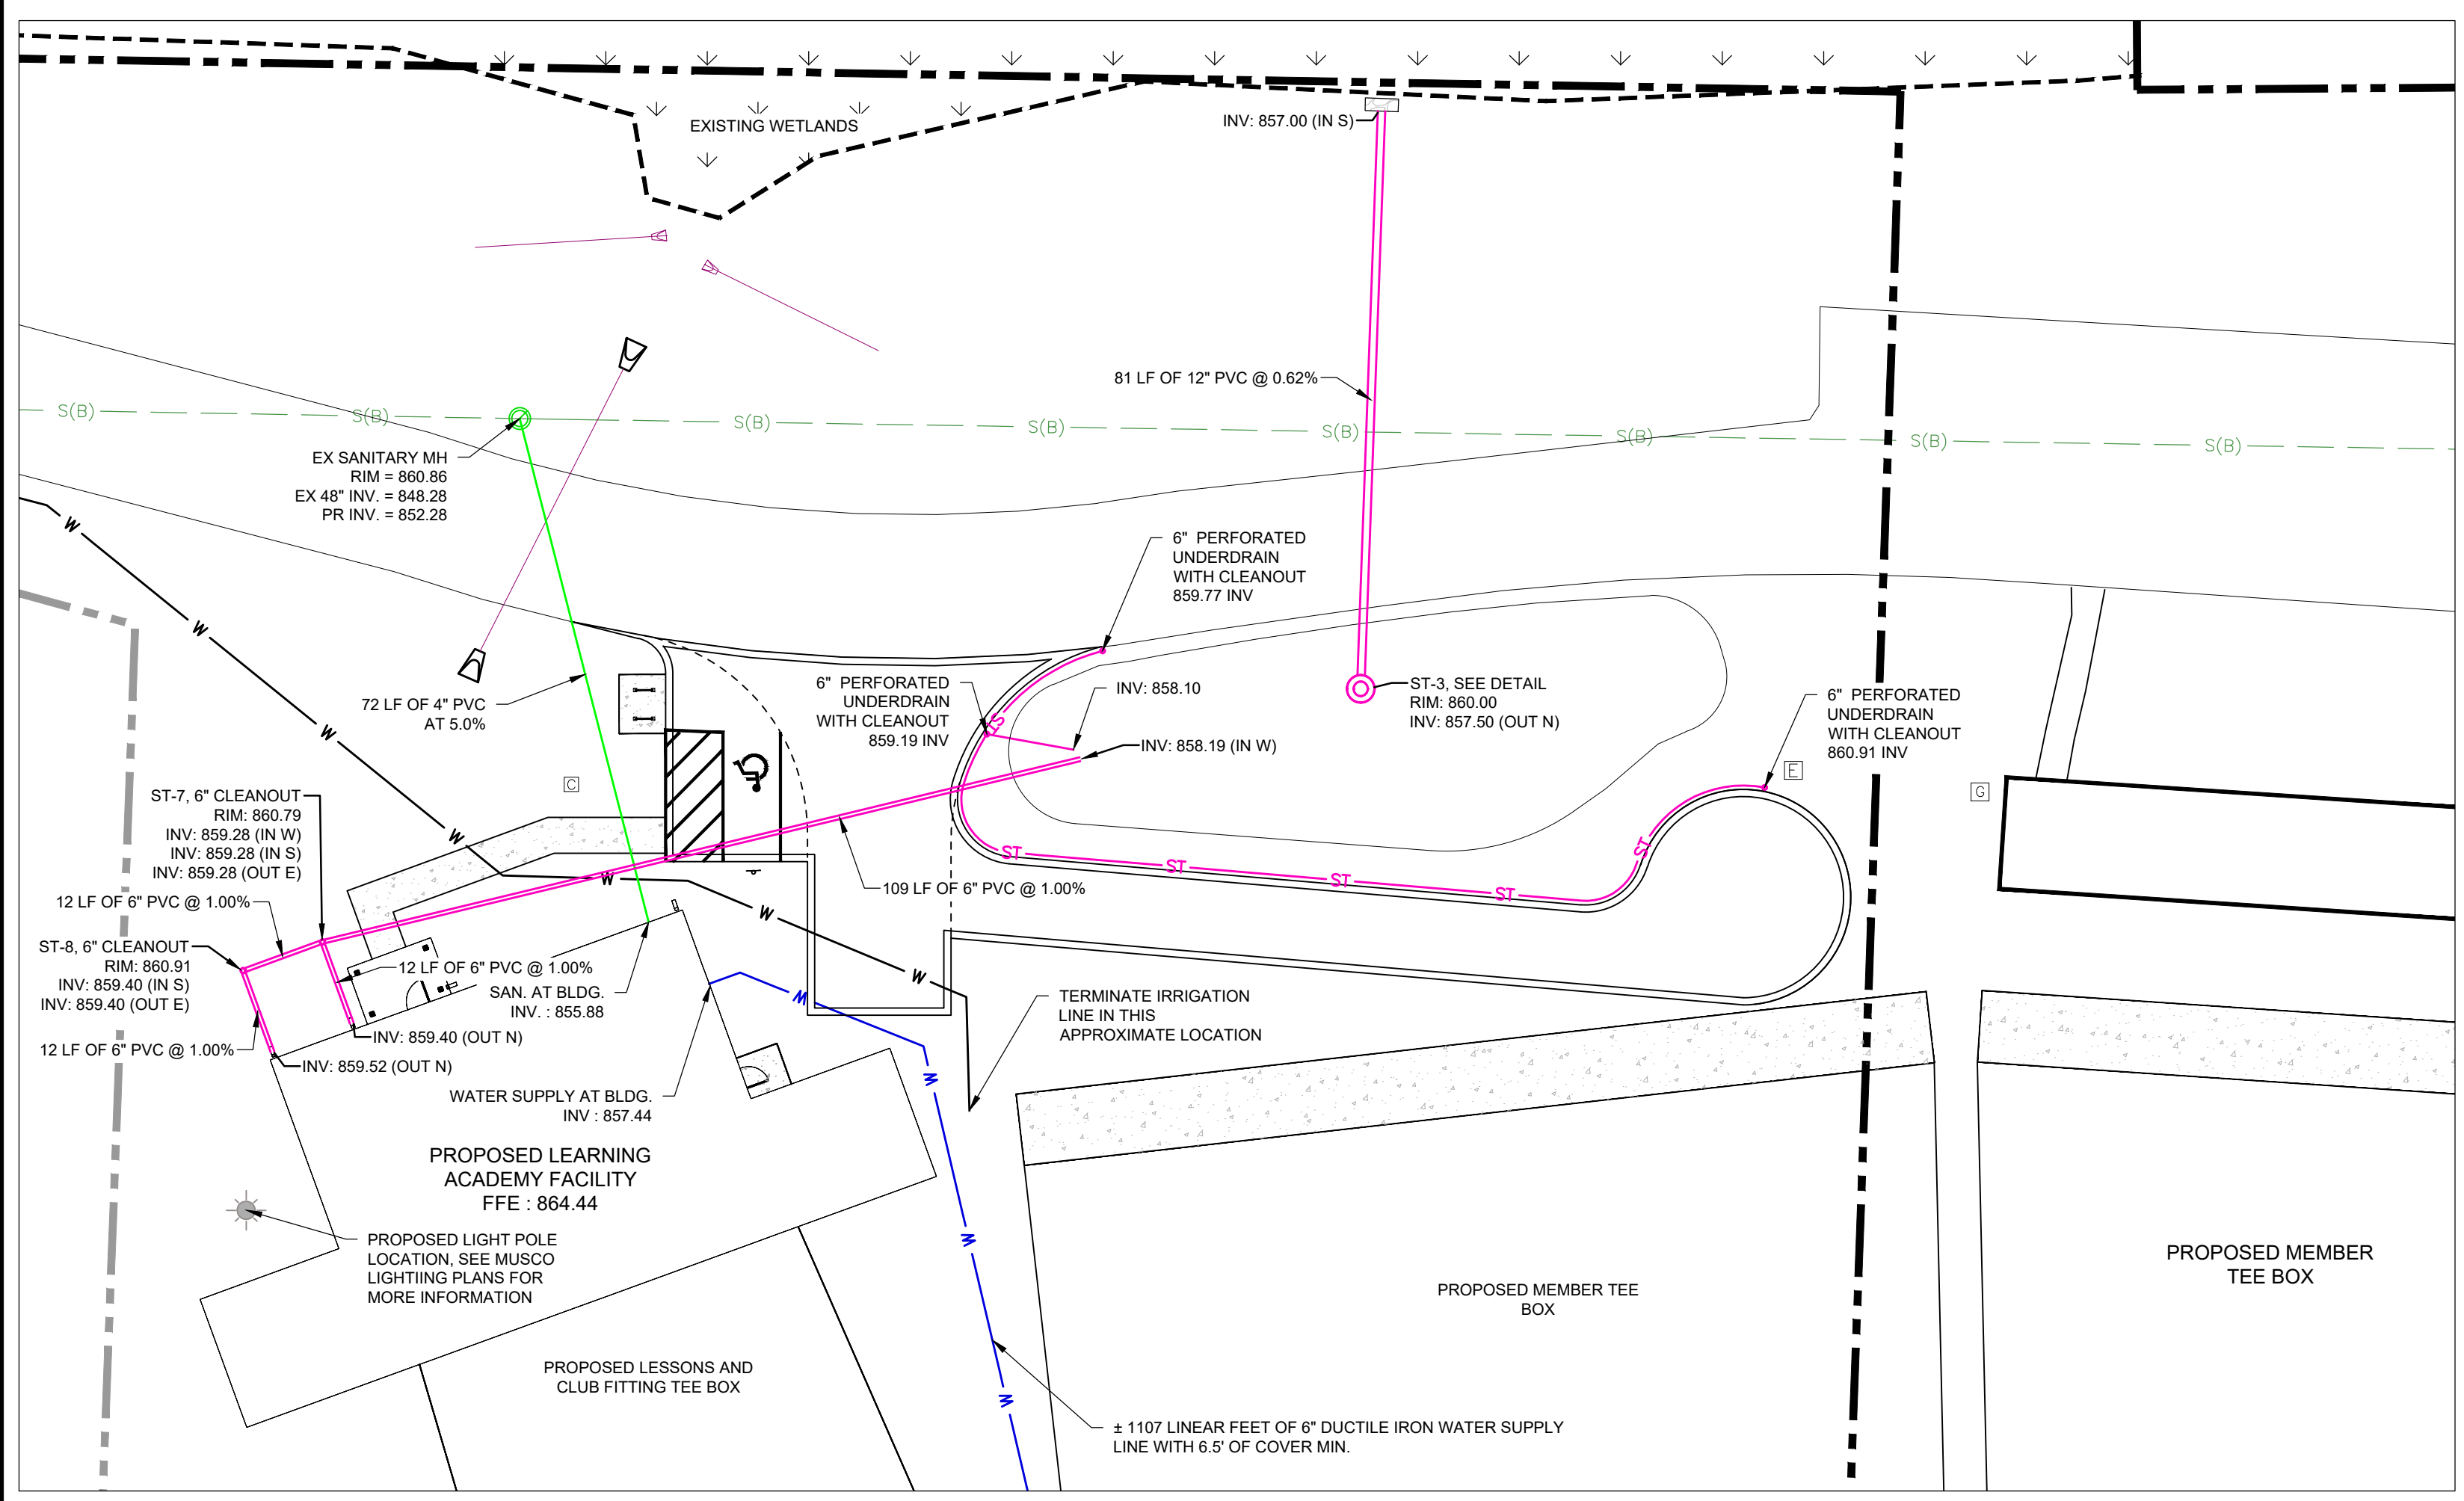 EXISTING WETLANDS
INV: 857.00 (IN S)
81 LF OF 12" PVC @ 0.62%
S(B)
S(B)
S(B)
S(B)
S(B)
S(B)
S(B)
S(B)
EX SANITARY MH
RIM = 860.86
EX 48" INV. = 848.28
PR INV. = 852.28
W
W
W
W
W
W
W
6" PERFORATED
UNDERDRAIN
WITH CLEANOUT
859.77 INV
72 LF OF 4" PVC
AT 5.0%
6" PERFORATED
UNDERDRAIN
WITH CLEANOUT
859.19 INV
INV: 858.10
INV: 858.19 (IN W)
ST-3, SEE DETAIL
RIM: 860.00
INV: 857.50 (OUT N)
6" PERFORATED
UNDERDRAIN
WITH CLEANOUT
860.91 INV
C
E
G
ST
ST
ST
ST
ST
ST
ST-7, 6" CLEANOUT
RIM: 860.79
INV: 859.28 (IN W)
INV: 859.28 (IN S)
INV: 859.28 (OUT E)
12 LF OF 6" PVC @ 1.00%
109 LF OF 6" PVC @ 1.00%
ST-8, 6" CLEANOUT
RIM: 860.91
INV: 859.40 (IN S)
INV: 859.40 (OUT E)
12 LF OF 6" PVC @ 1.00%
SAN. AT BLDG.
INV. : 855.88
12 LF OF 6" PVC @ 1.00%
INV: 859.40 (OUT N)
INV: 859.52 (OUT N)
TERMINATE IRRIGATION
LINE IN THIS
APPROXIMATE LOCATION
WATER SUPPLY AT BLDG.
INV : 857.44
W
W
W
W
PROPOSED LEARNING
ACADEMY FACILITY
FFE : 864.44
PROPOSED LIGHT POLE
LOCATION, SEE MUSCO
LIGHTIING PLANS FOR
MORE INFORMATION
PROPOSED MEMBER TEE
BOX
PROPOSED MEMBER
TEE BOX
PROPOSED LESSONS AND
CLUB FITTING TEE BOX
± 1107 LINEAR FEET OF 6" DUCTILE IRON WATER SUPPLY
LINE WITH 6.5' OF COVER MIN.